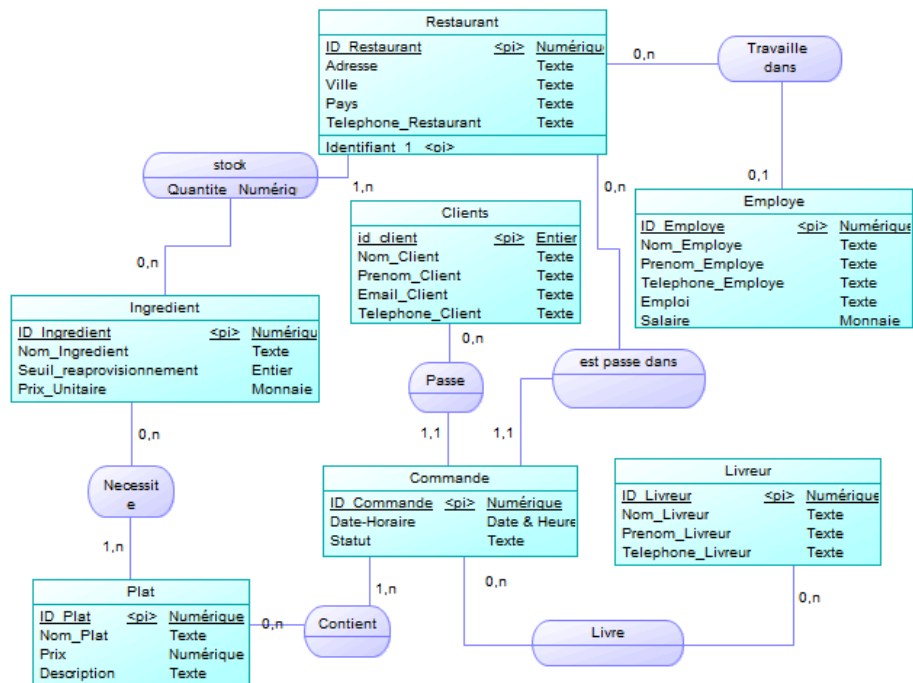 Restaurant
ID_Restaurant <pi> Numérique
Adresse Texte
Ville Texte
Pays Texte
Telephone_Restaurant Texte
Identifiant_1 <pi>
0,n
Travaille
dans
0,1
stock
Quantite Numériq
1,n
0,n
0,n
Clients
id_client <pi> Entier
Nom_Client Texte
Prenom_Client Texte
Email_Client Texte
Telephone_Client Texte
Employe
ID_Employe <pi> Numérique
Nom_Employe Texte
Prenom_Employe Texte
Telephone_Employe Texte
Emploi Texte
Salaire Monnaie
Ingredient
ID_Ingredient <pi> Numériqu
Nom_Ingredient Texte
Seuil_reaprovisionnement Entier
Prix_Unitaire Monnaie
0,n
Passe
1,1
est passe dans
1,1
0,n
Necessit
e
1,n
Commande
ID_Commande <pi> Numérique
Date-Horaire Date & Heure
Statut Texte
Livreur
ID_Livreur <pi> Numérique
Nom_Livreur Texte
Prenom_Livreur Texte
Telephone_Livreur Texte
Plat
ID_Plat <pi> Numérique
Nom_Plat Texte
Prix Numérique
Description Texte
0,n
Contient
1,n
0,n
Livre
0,n